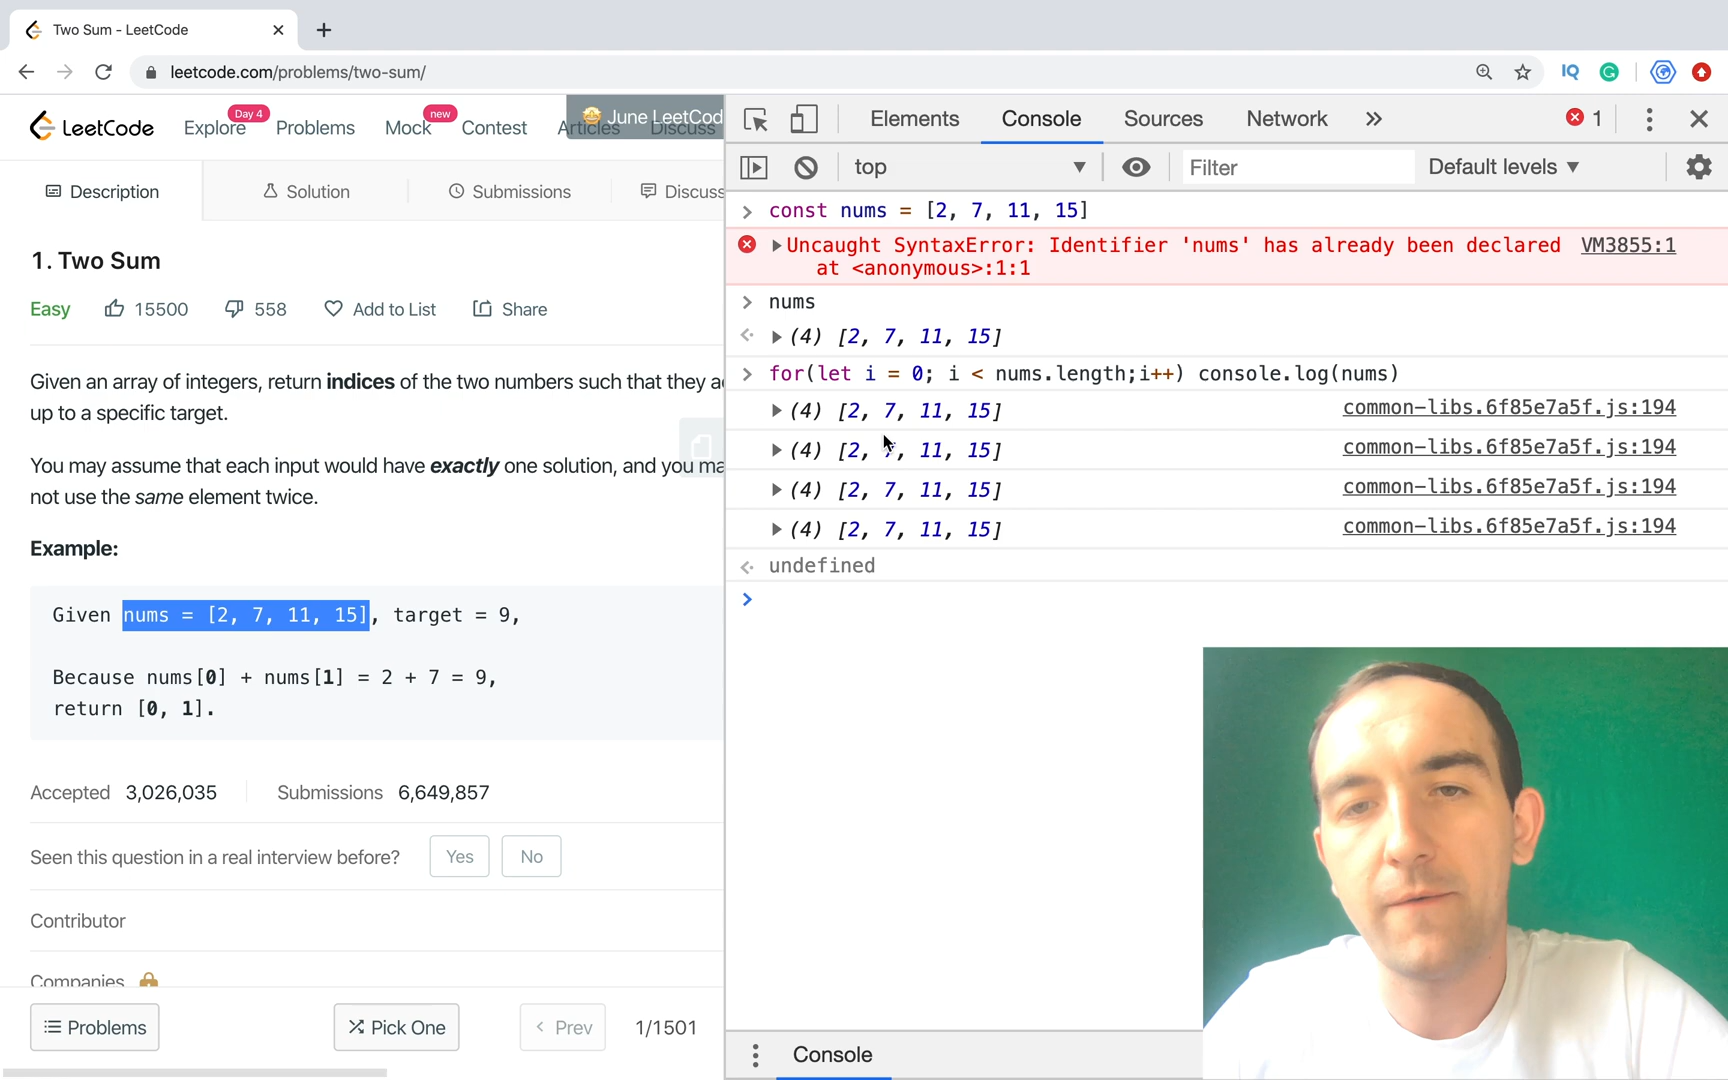 Two Sum - LeetCode
leetcode.com/problems/two-sum/
IQ
LeetCode
Explore
Day 4
Problems
Mock
new
Contest
Articles
Discuss
June LeetCod
Description
Solution
Submissions
Discuss
1. Two Sum
Easy
15500
558
Add to List
Share
Given an array of integers, return indices of the two numbers such that they a
up to a specific target.
You may assume that each input would have exactly one solution, and you ma
not use the same element twice.
Example:
Given nums = [2, 7, 11, 15], target = 9,
Because nums[0] + nums[1] = 2 + 7 = 9,
return [0, 1].
Accepted 3,026,035
Submissions 6,649,857
Seen this question in a real interview before?
Yes
No
Contributor
Companies
Problems
Pick One
Prev
1/1501
Elements
Console
Sources
Network
1
top
Filter
Default levels
const nums = [2, 7, 11, 15]
Uncaught SyntaxError: Identifier 'nums' has already been declared VM3855:1
at <anonymous>:1:1
nums
(4) [2, 7, 11, 15]
for(let i = 0; i < nums.length;i++) console.log(nums)
(4) [2, 7, 11, 15] common-libs.6f85e7a5f.js:194
(4) [2, 7, 11, 15] common-libs.6f85e7a5f.js:194
(4) [2, 7, 11, 15] common-libs.6f85e7a5f.js:194
(4) [2, 7, 11, 15] common-libs.6f85e7a5f.js:194
undefined
Console